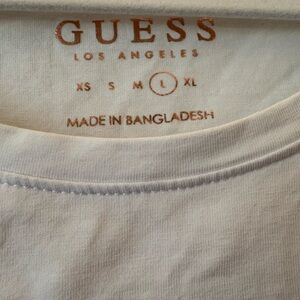 GUESS
LOS ANGELES
XS S M L XL
MADE IN BANGLADESH